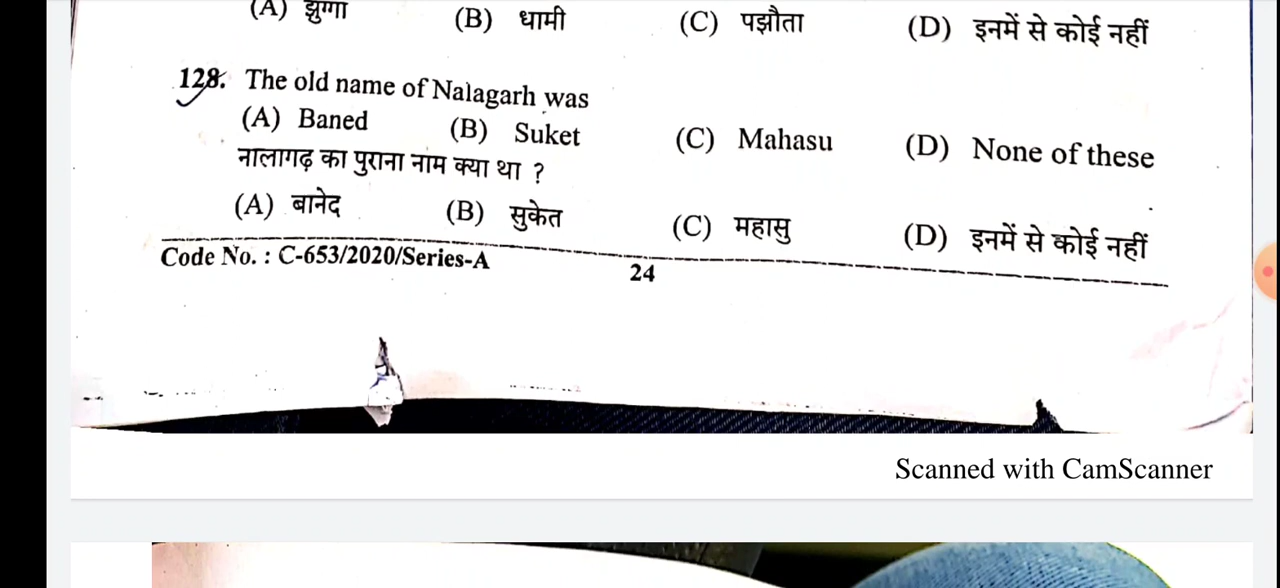 (A) झुग्गा (B) धामी (C) पझौता (D) इनमें से कोई नहीं
128. The old name of Nalagarh was
(A) Baned (B) Suket (C) Mahasu (D) None of these
नालागढ़ का पुराना नाम क्या था ?
(A) बानेद (B) सुकेत (C) महासु (D) इनमें से कोई नहीं
Code No. : C-653/2020/Series-A
24
Scanned with CamScanner